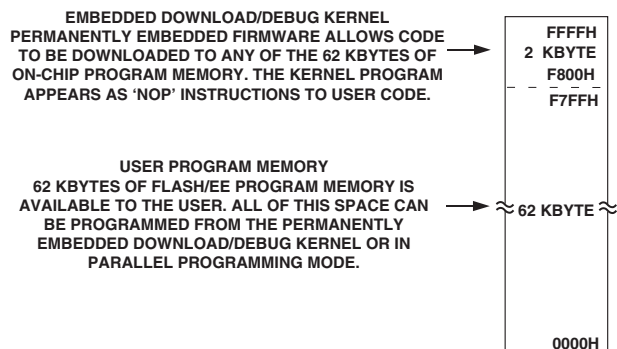 EMBEDDED DOWNLOAD/DEBUG KERNEL
PERMANENTLY EMBEDDED FIRMWARE ALLOWS CODE
TO BE DOWNLOADED TO ANY OF THE 62 KBYTES OF
ON-CHIP PROGRAM MEMORY. THE KERNEL PROGRAM
APPEARS AS ‘NOP’ INSTRUCTIONS TO USER CODE.
FFFFH
2 KBYTE
F800H
F7FFH
USER PROGRAM MEMORY
62 KBYTES OF FLASH/EE PROGRAM MEMORY IS
AVAILABLE TO THE USER. ALL OF THIS SPACE CAN
BE PROGRAMMED FROM THE PERMANENTLY
EMBEDDED DOWNLOAD/DEBUG KERNEL OR IN
PARALLEL PROGRAMMING MODE.
62 KBYTE
0000H